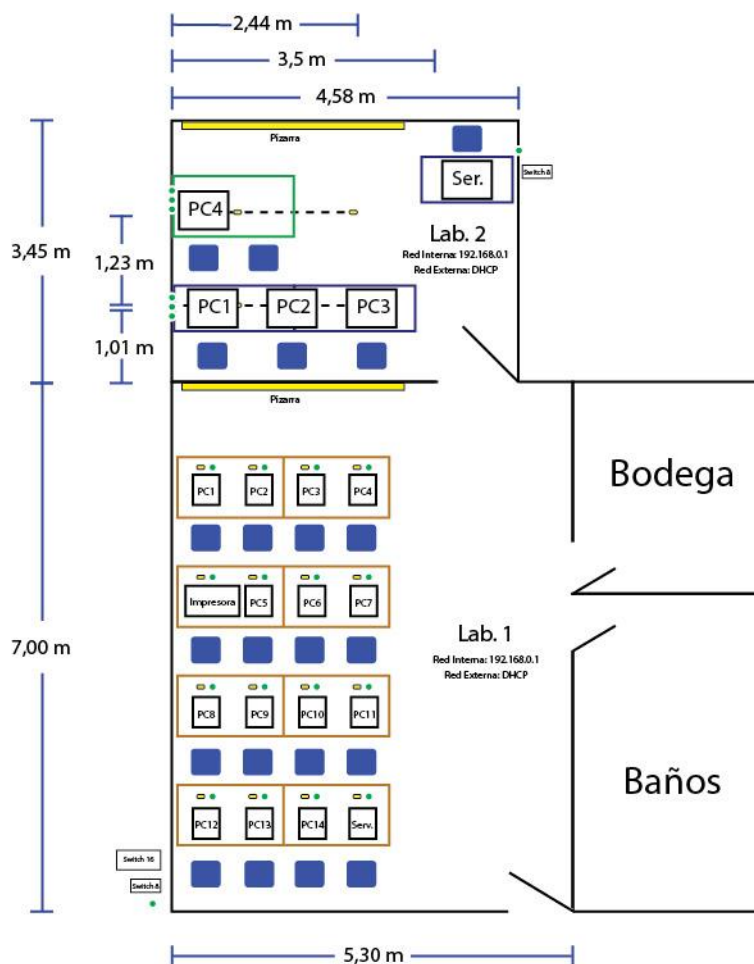 2,44 m
3,5 m
4,58 m
Pizarra
Ser.
Switch 8
PC4
Lab. 2
3,45 m
1,23 m
Red Interna: 192.168.0.1
Red Externa: DHCP
PC1 PC2 PC3
1,01 m
Pizarra
Bodega
PC1 PC2 PC3 PC4
Impresora PC5 PC6 PC7
7,00 m
Lab. 1
Red Interna: 192.168.0.1
Red Externa: DHCP
PC8 PC9 PC10 PC11
Baños
PC12 PC13 PC14 Serv.
Switch 16
Switch 8
5,30 m